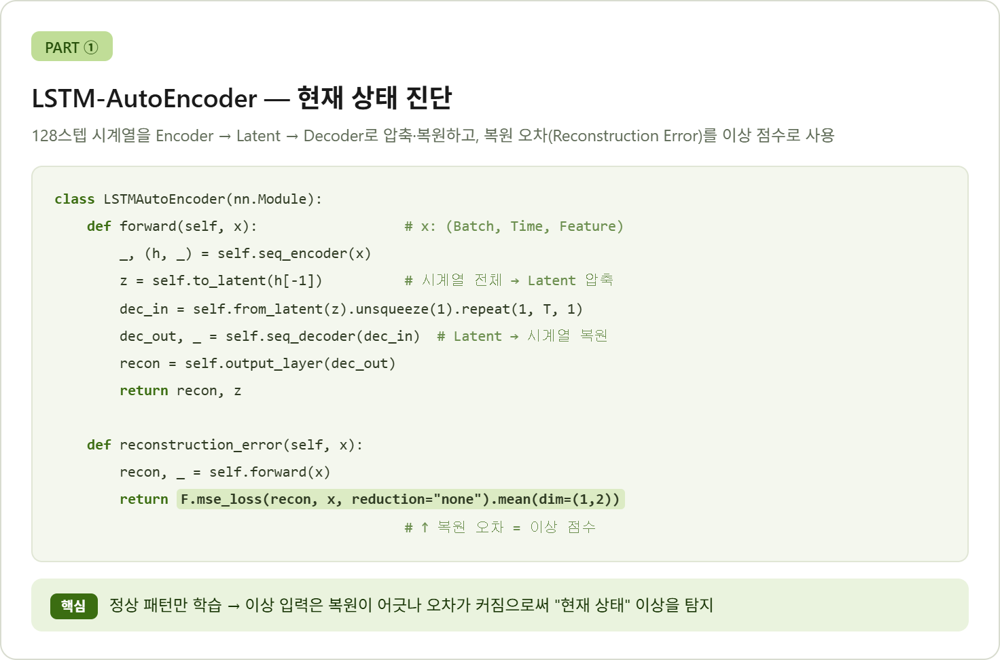 PART ①
LSTM-AutoEncoder — 현재 상태 진단
128스텝 시계열을 Encoder → Latent → Decoder로 압축·복원하고, 복원 오차(Reconstruction Error)를 이상 점수로 사용
class LSTMAutoEncoder(nn.Module):
    def forward(self, x):                  # x: (Batch, Time, Feature)
        _, (h, _) = self.seq_encoder(x)
        z = self.to_latent(h[-1])          # 시계열 전체 → Latent 압축
        dec_in = self.from_latent(z).unsqueeze(1).repeat(1, T, 1)
        dec_out, _ = self.seq_decoder(dec_in)  # Latent → 시계열 복원
        recon = self.output_layer(dec_out)
        return recon, z
    def reconstruction_error(self, x):
        recon, _ = self.forward(x)
        return F.mse_loss(recon, x, reduction="none").mean(dim=(1,2))
                                           # ↑ 복원 오차 = 이상 점수
핵심 정상 패턴만 학습 → 이상 입력은 복원이 어긋나 오차가 커짐으로써 "현재 상태" 이상을 탐지